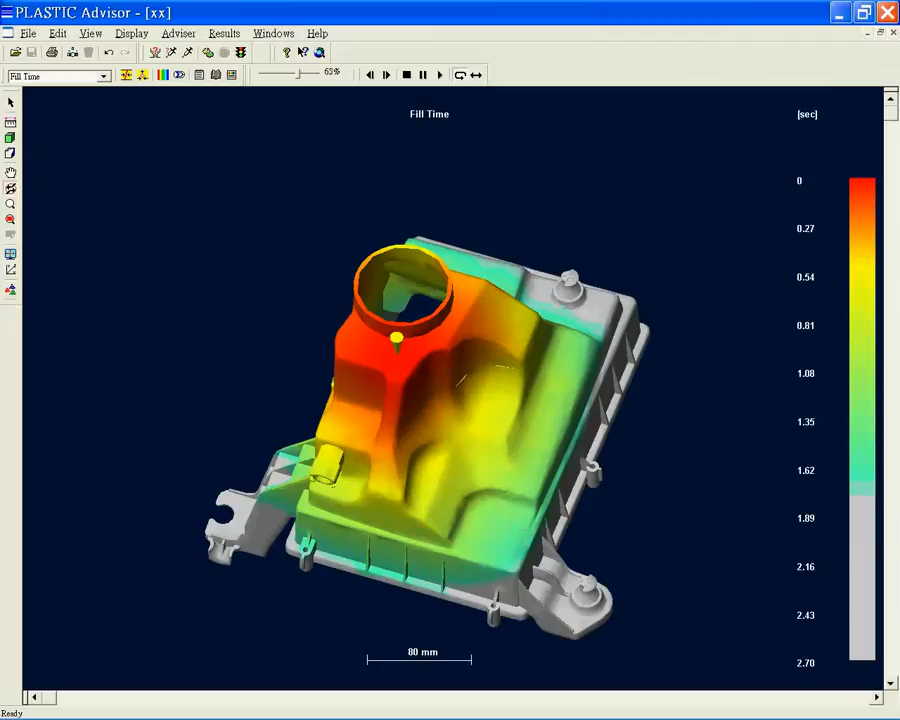 PLASTIC Advisor - [xx]
File Edit View Display Adviser Results Windows Help
Fill Time 63%
Fill Time
[sec]
0
0.27
0.54
0.81
1.08
1.35
1.62
1.89
2.16
2.43
2.70
80 mm
Ready